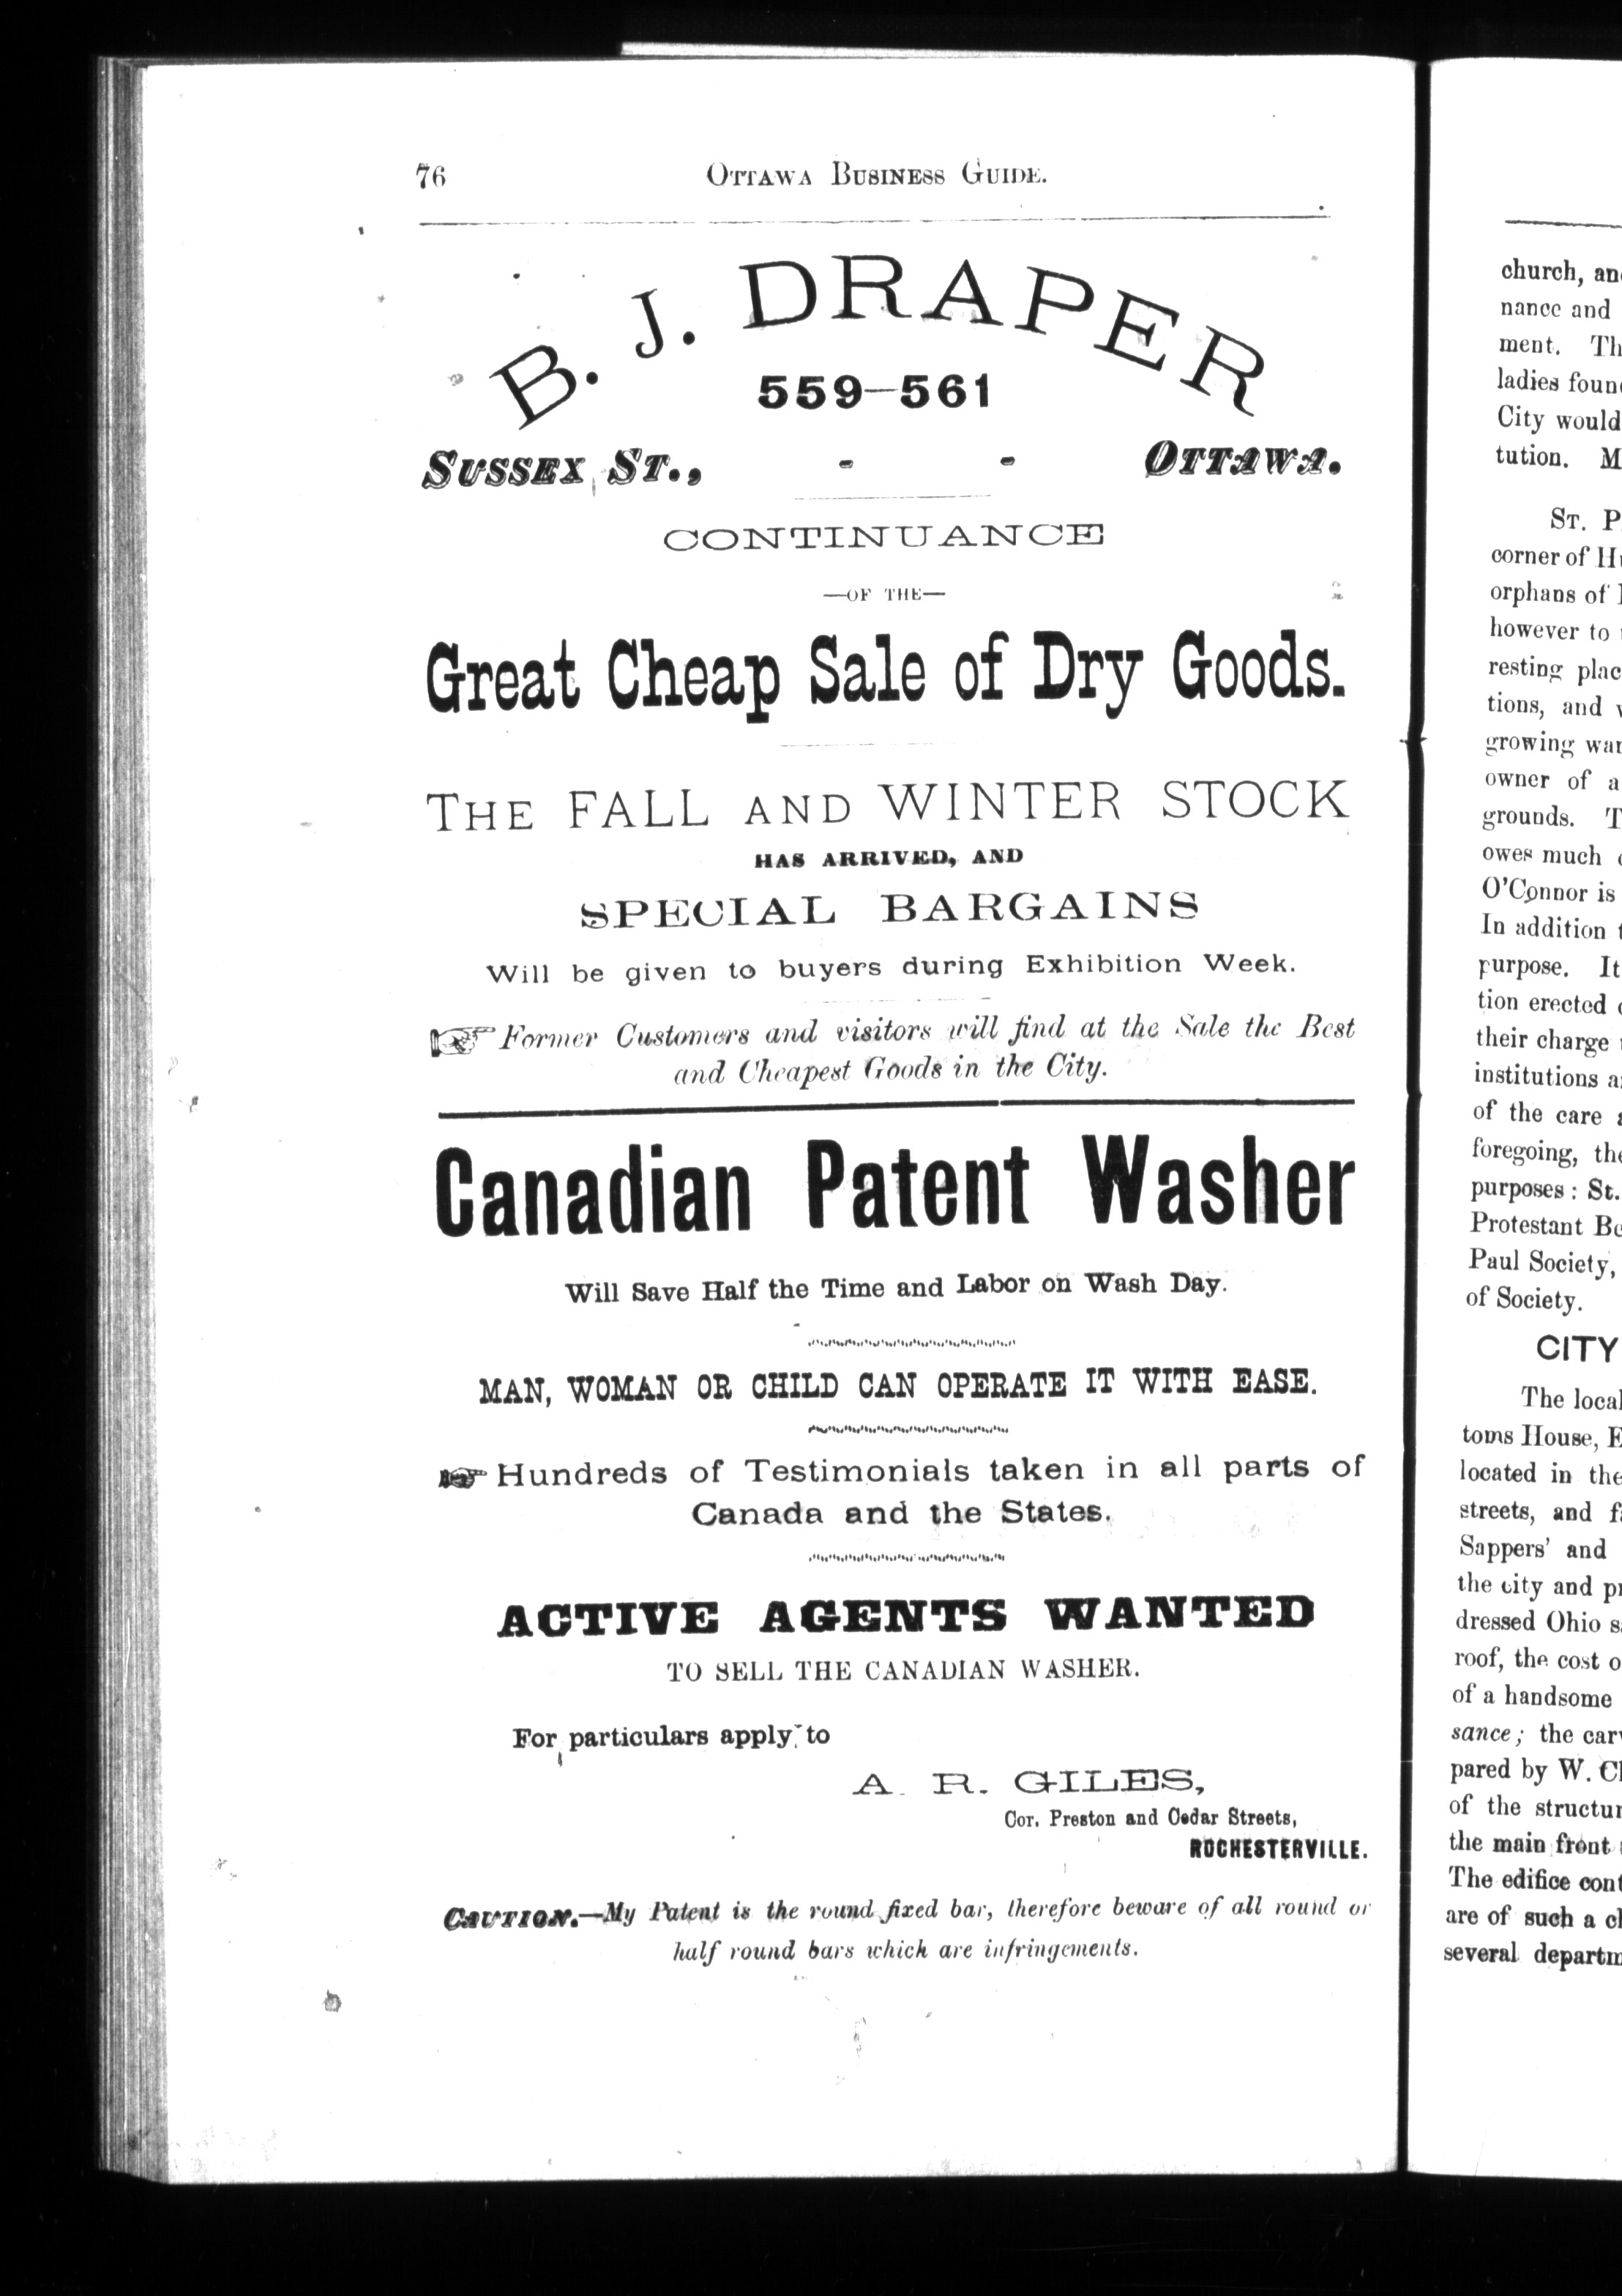 76 OTTAWA BUSINESS GUIDE.
B. J. DRAPER
559-561
SUSSEX ST., - - OTTAWA.
CONTINUANCE
—OF THE—
Great Cheap Sale of Dry Goods.
THE FALL AND WINTER STOCK
HAS ARRIVED, AND
SPECIAL BARGAINS
Will be given to buyers during Exhibition Week.
Former Customers and visitors will find at the Sale the Best
and Cheapest Goods in the City.
Canadian Patent Washer
Will Save Half the Time and Labor on Wash Day.
MAN, WOMAN OR CHILD CAN OPERATE IT WITH EASE.
Hundreds of Testimonials taken in all parts of
Canada and the States.
ACTIVE AGENTS WANTED
TO SELL THE CANADIAN WASHER.
For particulars apply to
A. R. GILES,
Cor. Preston and Cedar Streets,
ROCHESTERVILLE.
CAUTION.—My Patent is the round fixed bar, therefore beware of all round or
half round bars which are infringements.
church,
nance and
ment.
ladies
City would
tution.
ST.
corner of
orphans of
however to
resting
tions, and
growing
owner of a
grounds.
owes much
O'Connor is
In addition
purpose. It
tion erected
their charge
institutions
of the care
foregoing,
purposes: St.
Protestant
Paul Society,
of Society.
CITY
The
toms House,
located in the
streets, and
Sappers' and
the city and
dressed Ohio
roof, the cost
of a handsome
sance; the
pared by W.
of the
the main front
The edifice
are of such a
several